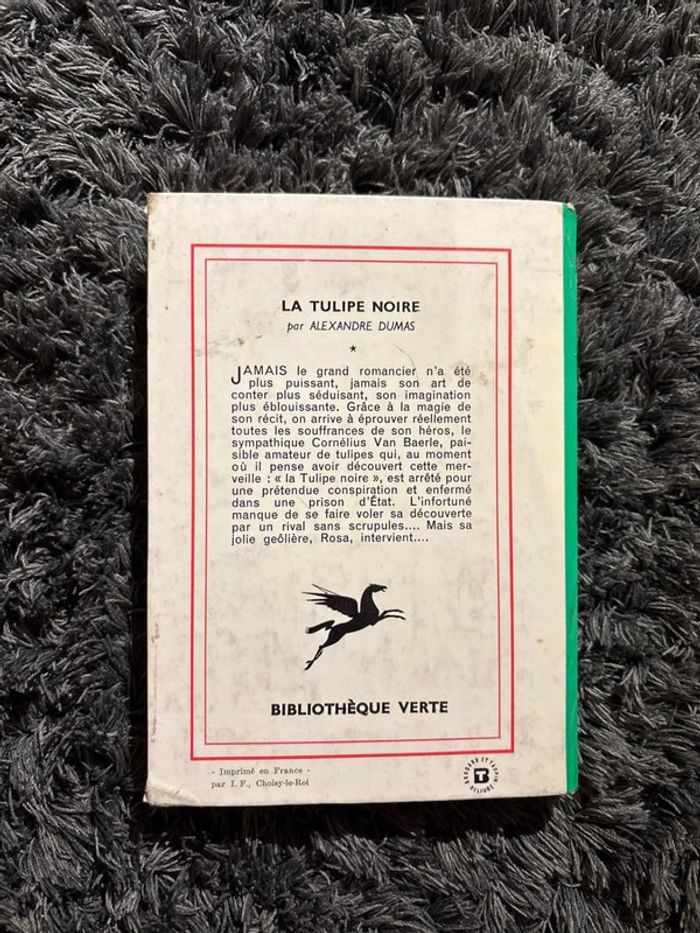 LA TULIPE NOIRE
par ALEXANDRE DUMAS
★
JAMAIS le grand romancier n'a été
plus puissant, jamais son art de
conter plus séduisant, son imagination
plus éblouissante. Grâce à la magie de
son récit, on arrive à éprouver réellement
toutes les souffrances de son héros, le
sympathique Cornélius Van Baerle, pai-
sible amateur de tulipes qui, au moment
où il pense avoir découvert cette mer-
veille : « la Tulipe noire », est arrêté pour
une prétendue conspiration et enfermé
dans une prison d'État. L'infortuné
manque de se faire voler sa découverte
par un rival sans scrupules.... Mais sa
jolie geôlière, Rosa, intervient....
BIBLIOTHÈQUE VERTE
- Imprimé en France -
par I. F., Choisy-le-Roi
BRODARD ET TAUPIN
T
RELIURE